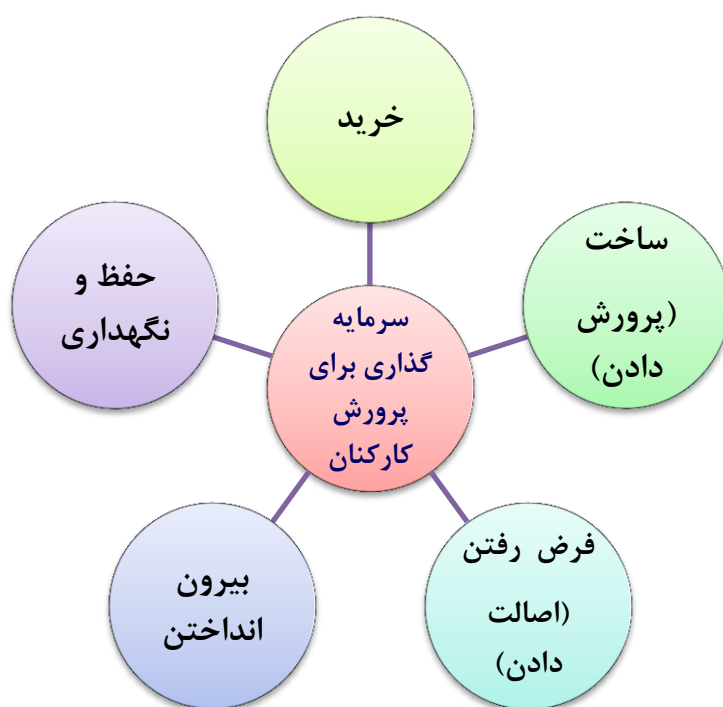 خرید
ساخت
(پرورش
دادن)
فرض رفتن
(اصالت
دادن)
بیرون
انداختن
حفظ و
نگهداری
سرمایه
گذاری برای
پرورش
کارکنان